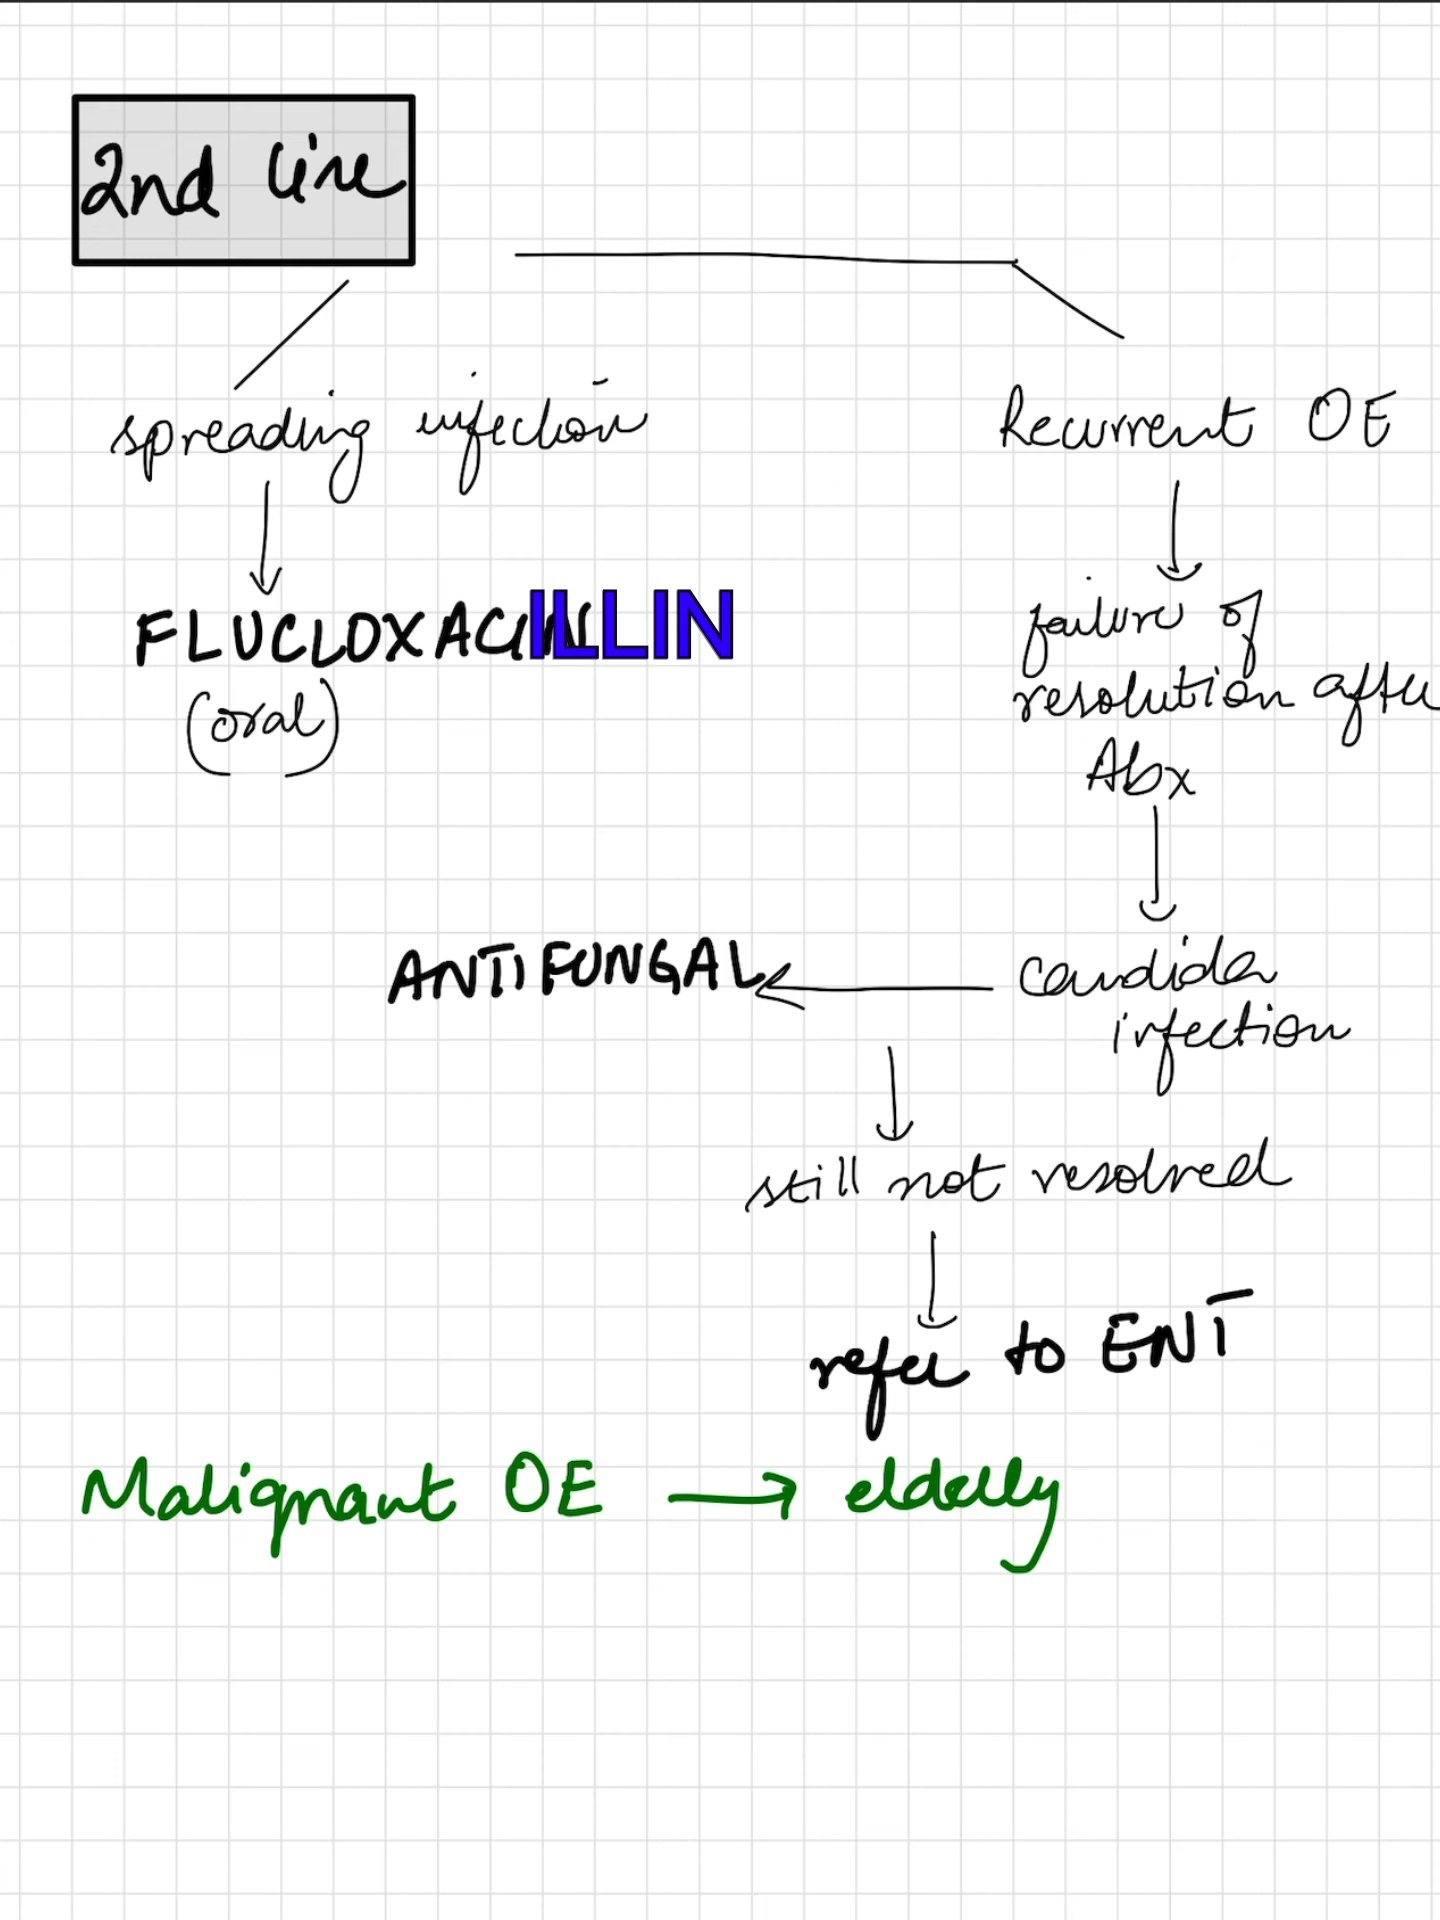 2nd line
spreading infection
Recurrent OE
FLUCLOXACILLIN
(oral)
failure of
resolution after
Abx
ANTIFUNGAL
candida
infection
still not resolved
refer to ENT
Malignant OE → elderly